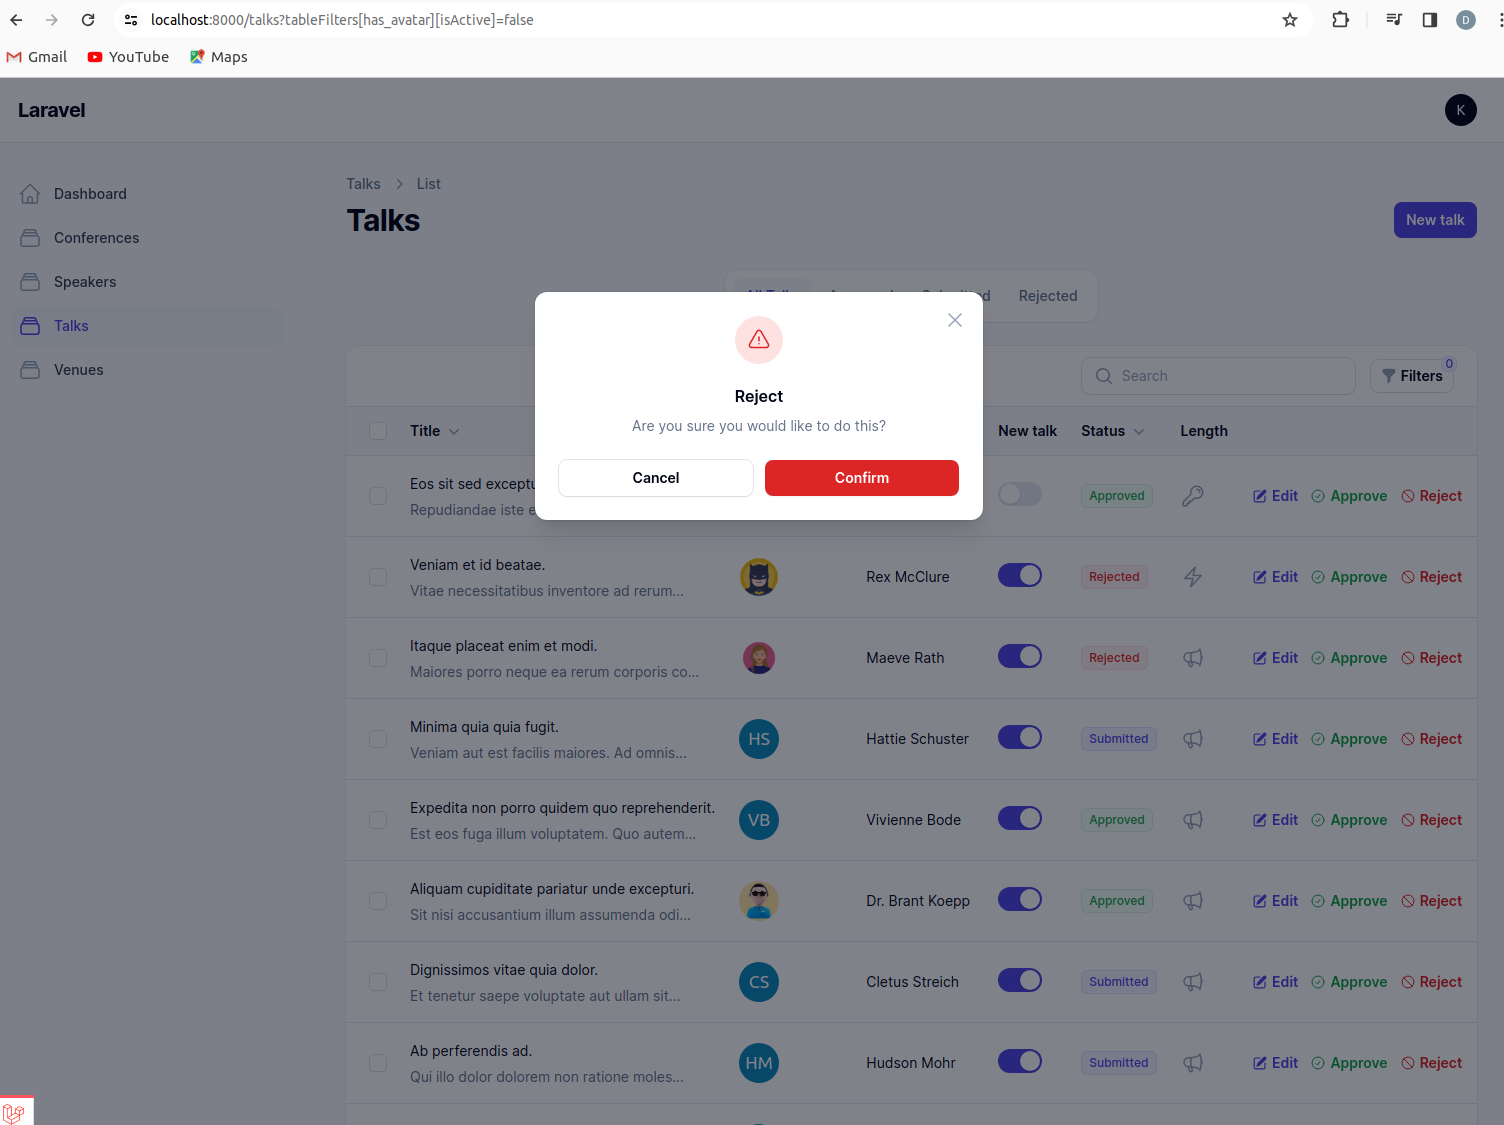 localhost:8000/talks?tableFilters[has_avatar][isActive]=false
D
Gmail YouTube Maps
Laravel
K
Dashboard
Conferences
Speakers
Talks
Venues
Talks List
Talks
New talk
Rejected
Reject
Are you sure you would like to do this?
Cancel Confirm
Search
Filters 0
Title New talk Status Length
Eos sit sed Approved Edit Approve Reject
Repudiandae iste
Veniam et id beatae. Rex McClure Rejected Edit Approve Reject
Vitae necessitatibus inventore ad rerum...
Itaque placeat enim et modi. Maeve Rath Rejected Edit Approve Reject
Maiores porro neque ea rerum corporis co...
Minima quia quia fugit. HS Hattie Schuster Submitted Edit Approve Reject
Veniam aut est facilis maiores. Ad omnis...
Expedita non porro quidem quo reprehenderit. VB Vivienne Bode Approved Edit Approve Reject
Est eos fuga illum voluptatem. Quo autem...
Aliquam cupiditate pariatur unde excepturi. Dr. Brant Koepp Approved Edit Approve Reject
Sit nisi accusantium illum assumenda odi...
Dignissimos vitae quia dolor. CS Cletus Streich Submitted Edit Approve Reject
Et tenetur saepe voluptate aut ullam sit...
Ab perferendis ad. HM Hudson Mohr Submitted Edit Approve Reject
Qui illo dolor dolorem non ratione moles...